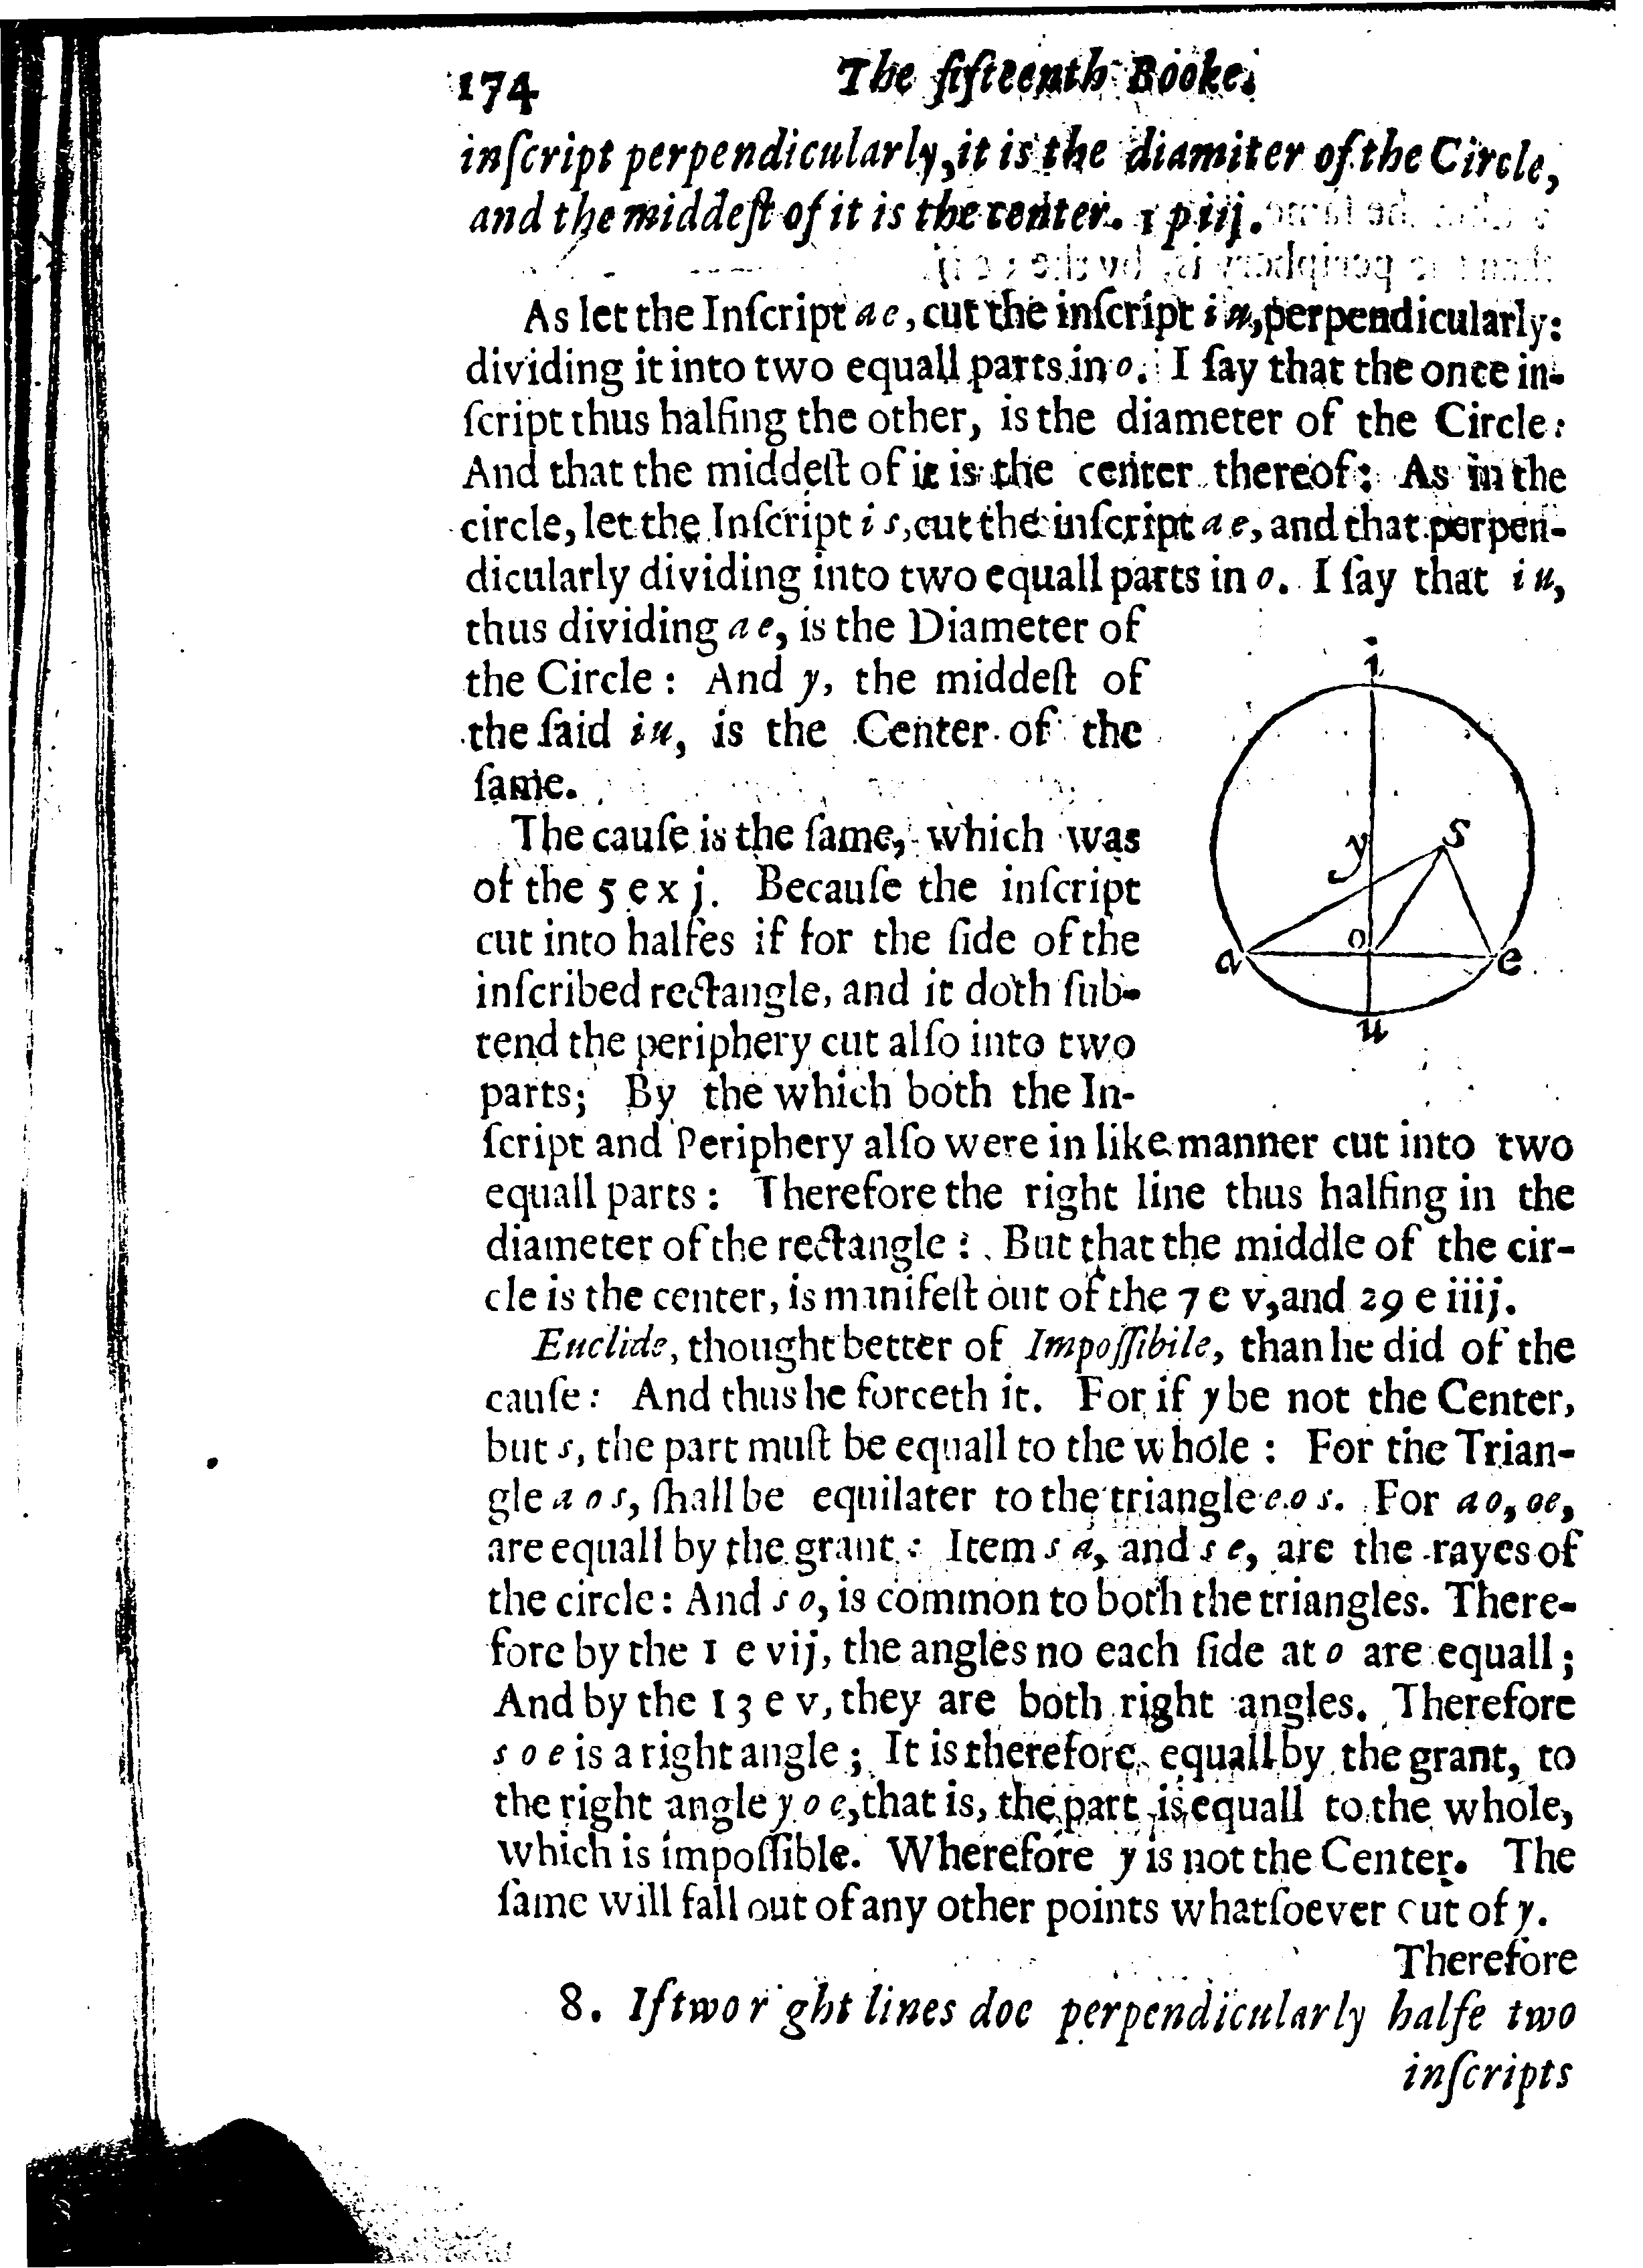 174 The fifteenth Booke.
inſcript perpendicularly, it is the diamiter of the Circle,
and the middeſt of it is the center. 1 p iij.
As let the Inſcript a e, cut the inſcript i u, perpendicularly:
dividing it into two equall parts in o. I ſay that the once in-
ſcript thus halfing the other, is the diameter of the Circle:
And that the middeſt of it is the center thereof: As in the
circle, let the Inſcript i s, cut the inſcript a e, and that perpen-
dicularly dividing into two equall parts in o. I ſay that i u,
thus dividing a e, is the Diameter of
the Circle: And y, the middeſt of
the ſaid i u, is the Center of the
ſame.
The cauſe is the ſame, which was
of the 5 e x j. Becauſe the inſcript
cut into halfes if for the ſide of the
inſcribed rectangle, and it doth ſub-
tend the periphery cut alſo into two
parts; By the which both the In-
ſcript and Periphery alſo were in like manner cut into two
equall parts: Therefore the right line thus halfing in the
diameter of the rectangle: But that the middle of the cir-
cle is the center, is manifeſt out of the 7 e v, and 29 e iiij.
Euclide, thought better of Impoſſibile, than he did of the
cauſe: And thus he forceth it. For if y be not the Center,
but s, the part muſt be equall to the whole: For the Trian-
gle a o s, ſhall be equilater to the triangle e o s. For a o, oe,
are equall by the grant: Item s a, and s e, are the rayes of
the circle: And s o, is common to both the triangles. There-
fore by the 1 e vij, the angles no each ſide at o are equall;
And by the 13 e v, they are both right angles. Therefore
s o e is a right angle; It is therefore equall by the grant, to
the right angle y o e, that is, the part is equall to the whole,
which is impoſſible. Wherefore y is not the Center. The
ſame will fall out of any other points whatſoever cut of y.
Therefore
8. If two r ght lines doe perpendicularly halfe two
inſcripts
i
y
s
o
a
e
u